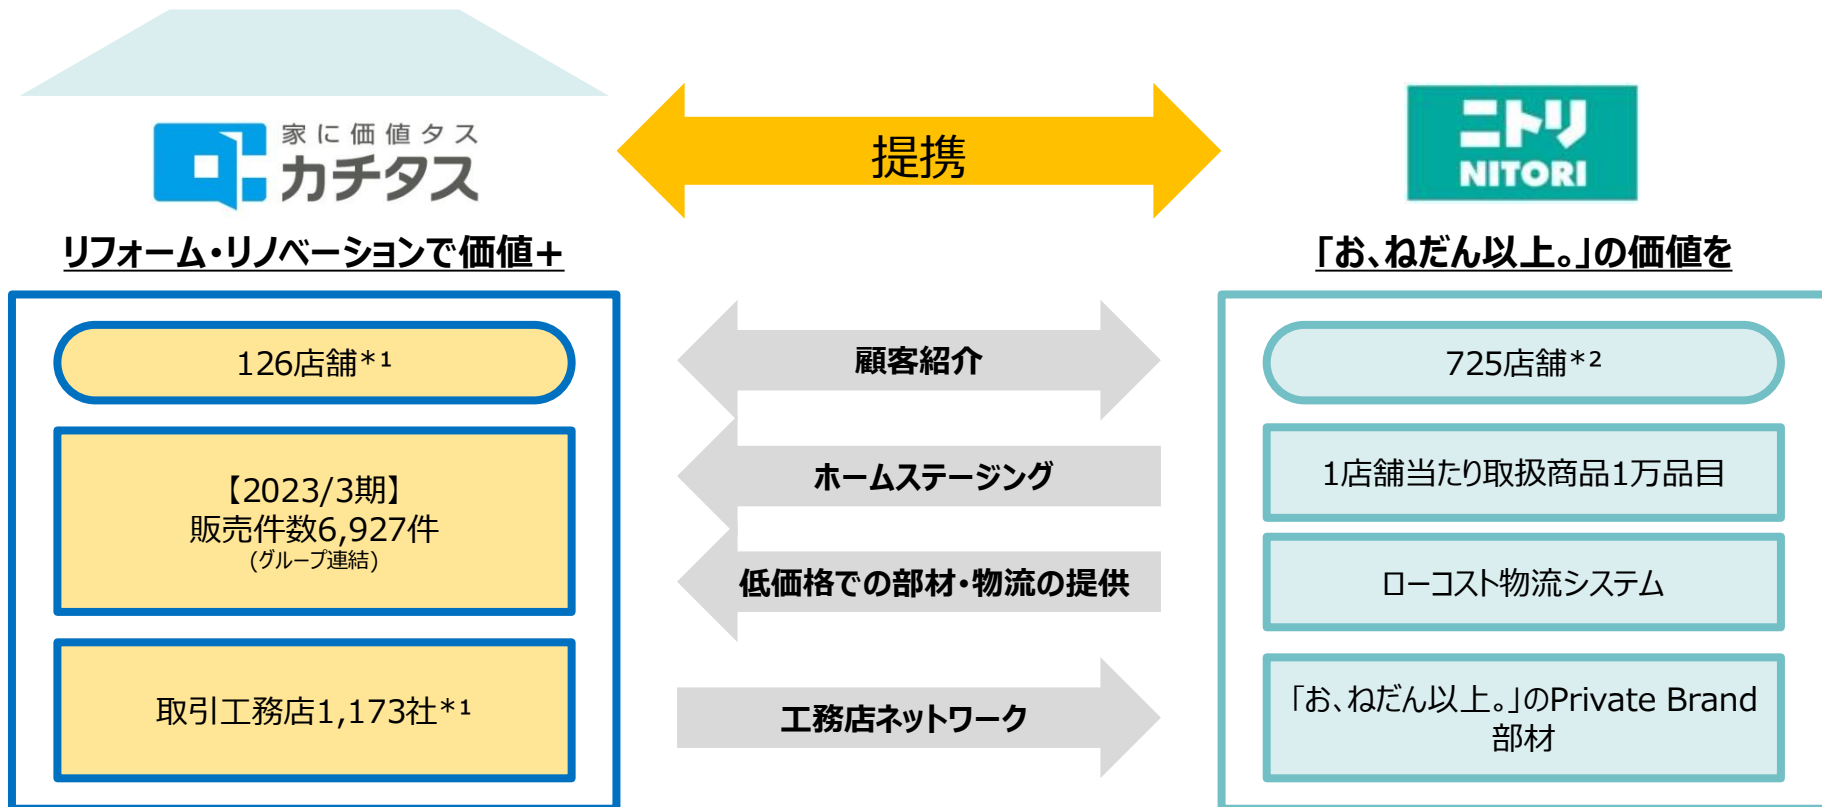 家に価値タス
カチタス
提携
ニトリ
NITORI
リフォーム・リノベーションで価値+
「お、ねだん以上。」の価値を
126店舗*1
顧客紹介
725店舗*2
【2023/3期】
販売件数6,927件
(グループ連結)
ホームステージング
1店舗当たり取扱商品1万品目
低価格での部材・物流の提供
ローコスト物流システム
取引工務店1,173社*1
工務店ネットワーク
「お、ねだん以上。」のPrivate Brand
部材